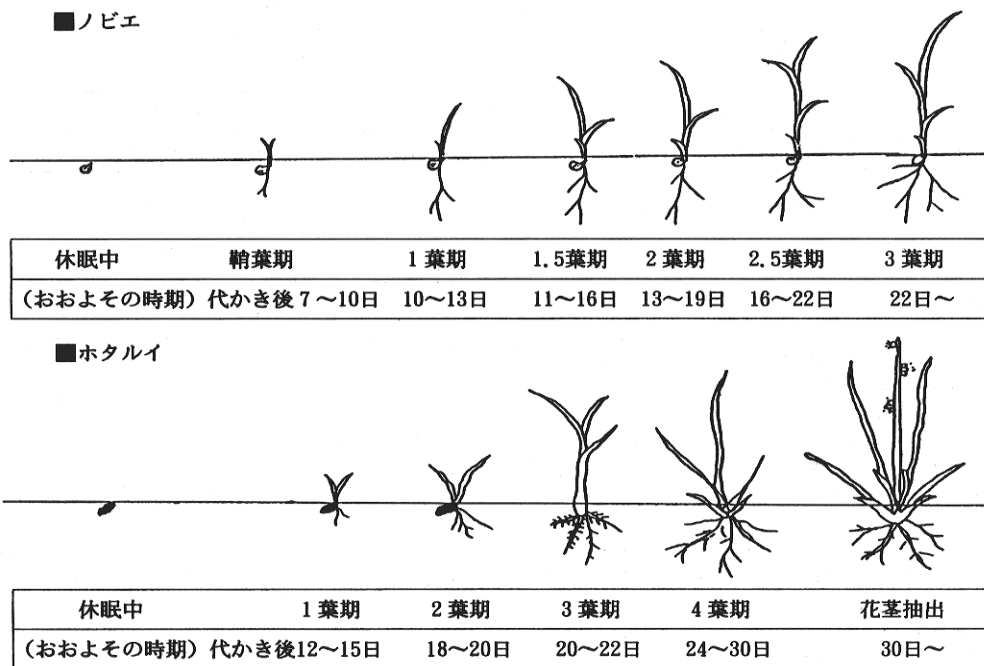 ■ノビエ
休眠中 鞘葉期 1葉期 1.5葉期 2葉期 2.5葉期 3葉期
(おおよその時期) 代かき後7〜10日 10〜13日 11〜16日 13〜19日 16〜22日 22日〜
■ホタルイ
休眠中 1葉期 2葉期 3葉期 4葉期 花茎抽出
(おおよその時期) 代かき後12〜15日 18〜20日 20〜22日 24〜30日 30日〜